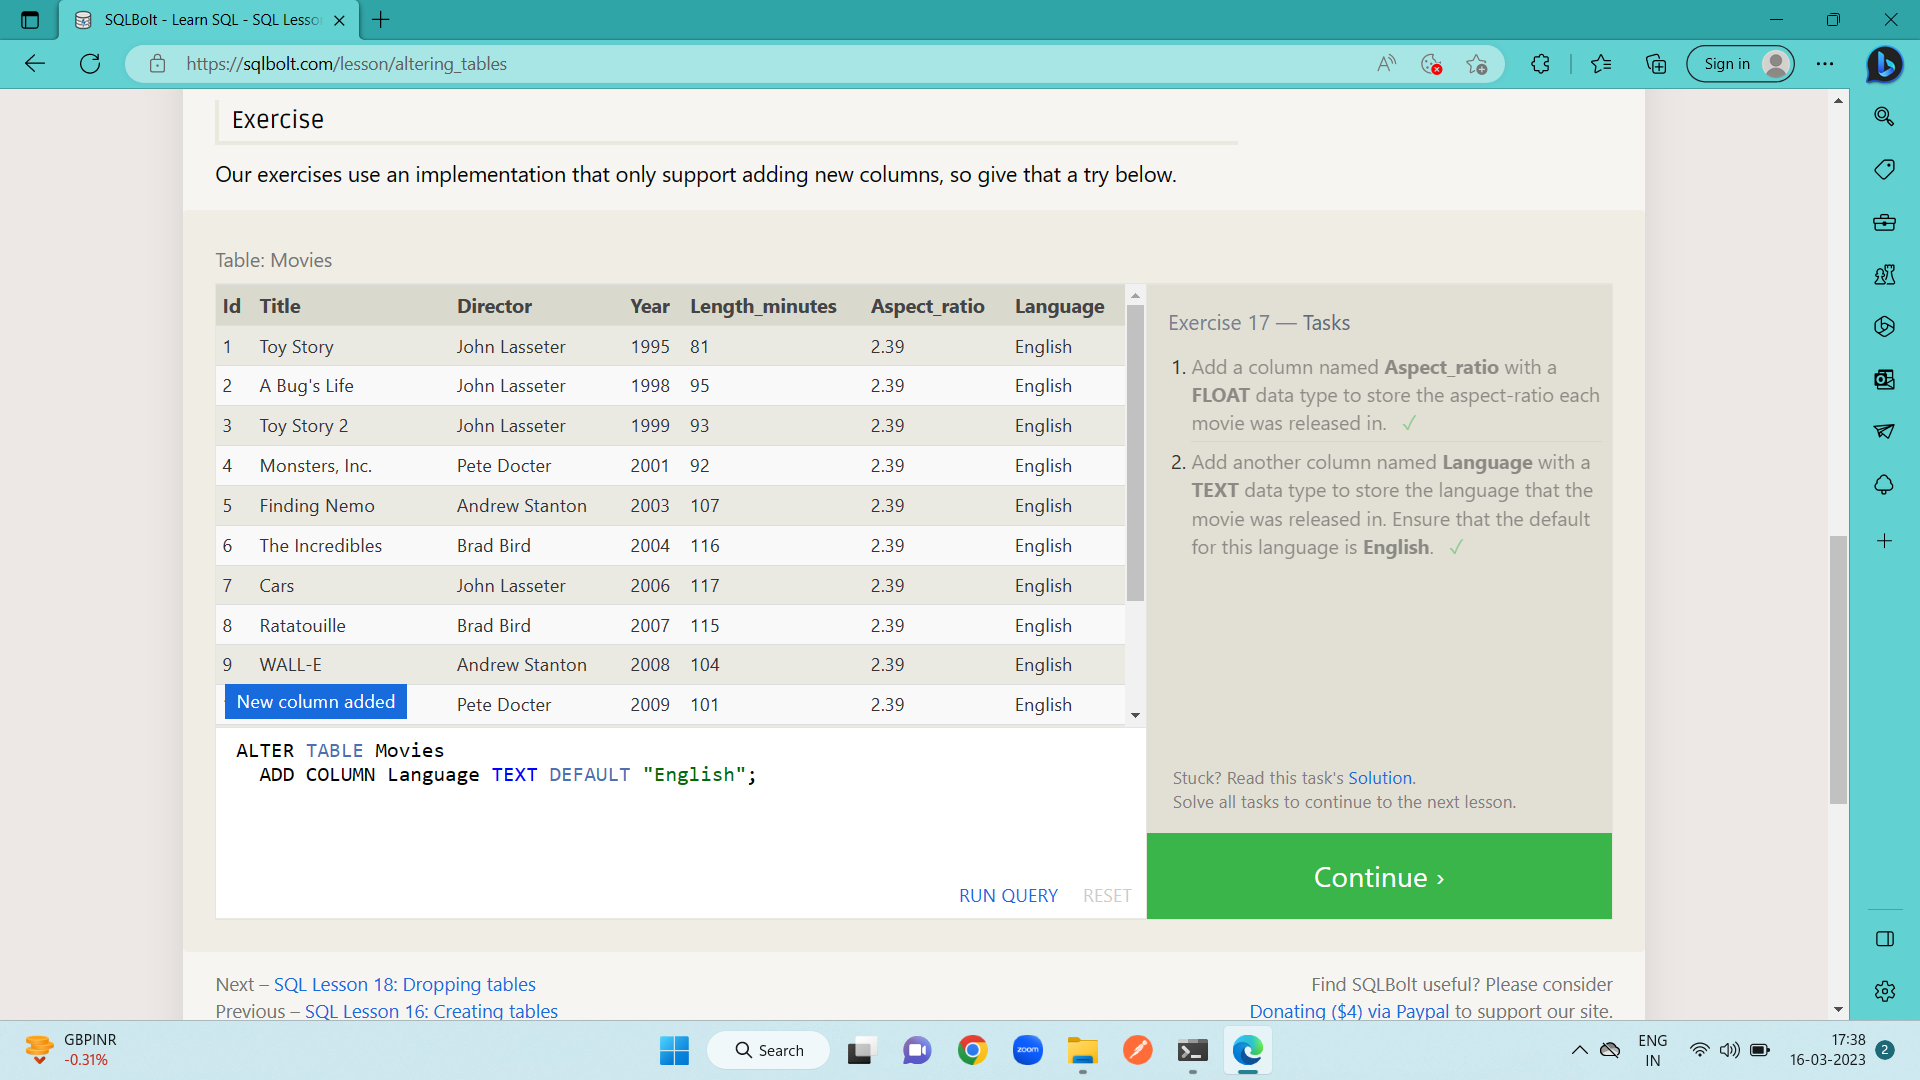 SQLBolt - Learn SQL - SQL Lesso
https://sqlbolt.com/lesson/altering_tables
Sign in
Exercise
Our exercises use an implementation that only support adding new columns, so give that a try below.
Table: Movies
Id Title Director Year Length_minutes Aspect_ratio Language
1 Toy Story John Lasseter 1995 81 2.39 English
2 A Bug's Life John Lasseter 1998 95 2.39 English
3 Toy Story 2 John Lasseter 1999 93 2.39 English
4 Monsters, Inc. Pete Docter 2001 92 2.39 English
5 Finding Nemo Andrew Stanton 2003 107 2.39 English
6 The Incredibles Brad Bird 2004 116 2.39 English
7 Cars John Lasseter 2006 117 2.39 English
8 Ratatouille Brad Bird 2007 115 2.39 English
9 WALL-E Andrew Stanton 2008 104 2.39 English
Pete Docter 2009 101 2.39 English
New column added
ALTER TABLE Movies
ADD COLUMN Language TEXT DEFAULT "English";
RUN QUERY RESET
Exercise 17 — Tasks
1. Add a column named Aspect_ratio with a
FLOAT data type to store the aspect-ratio each
movie was released in. ✓
2. Add another column named Language with a
TEXT data type to store the language that the
movie was released in. Ensure that the default
for this language is English. ✓
Stuck? Read this task's Solution.
Solve all tasks to continue to the next lesson.
Continue ›
Next – SQL Lesson 18: Dropping tables
Previous – SQL Lesson 16: Creating tables
Find SQLBolt useful? Please consider
Donating ($4) via Paypal to support our site.
GBPINR
-0.31%
Search
zoom
ENG
IN
17:38
16-03-2023
2